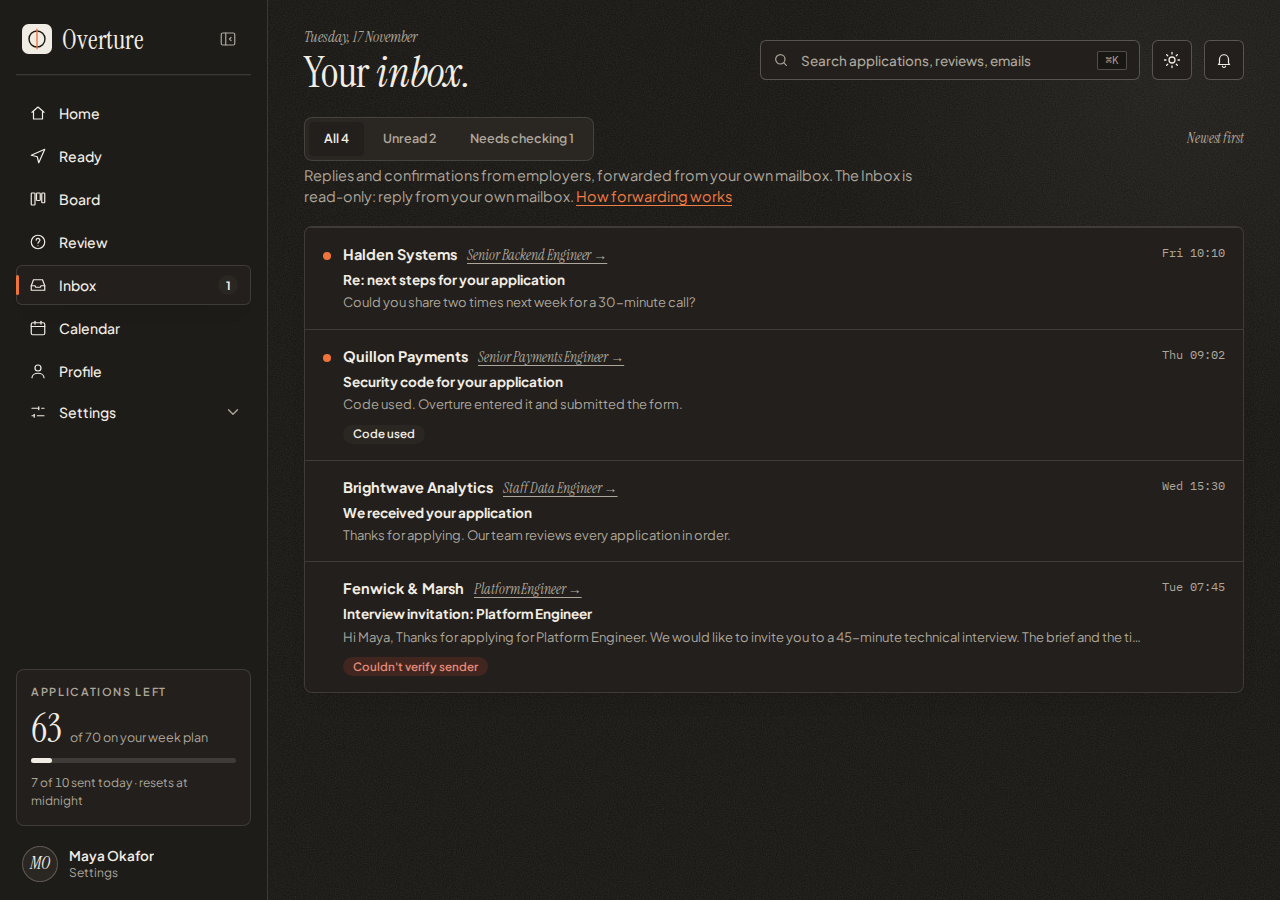 Overture
Home
Ready
Board
Review
Inbox 1
Calendar
Profile
Settings
APPLICATIONS LEFT
63 of 70 on your week plan
7 of 10 sent today · resets at
midnight
MO
Maya Okafor
Settings
Tuesday, 17 November
Your inbox.
Search applications, reviews, emails ⌘K
All 4 Unread 2 Needs checking 1
Newest first
Replies and confirmations from employers, forwarded from your own mailbox. The Inbox is
read-only: reply from your own mailbox. How forwarding works
Halden Systems Senior Backend Engineer → Fri 10:10
Re: next steps for your application
Could you share two times next week for a 30-minute call?
Quillon Payments Senior Payments Engineer → Thu 09:02
Security code for your application
Code used. Overture entered it and submitted the form.
Code used
Brightwave Analytics Staff Data Engineer → Wed 15:30
We received your application
Thanks for applying. Our team reviews every application in order.
Fenwick & Marsh Platform Engineer → Tue 07:45
Interview invitation: Platform Engineer
Hi Maya, Thanks for applying for Platform Engineer. We would like to invite you to a 45-minute technical interview. The brief and the ti...
Couldn't verify sender